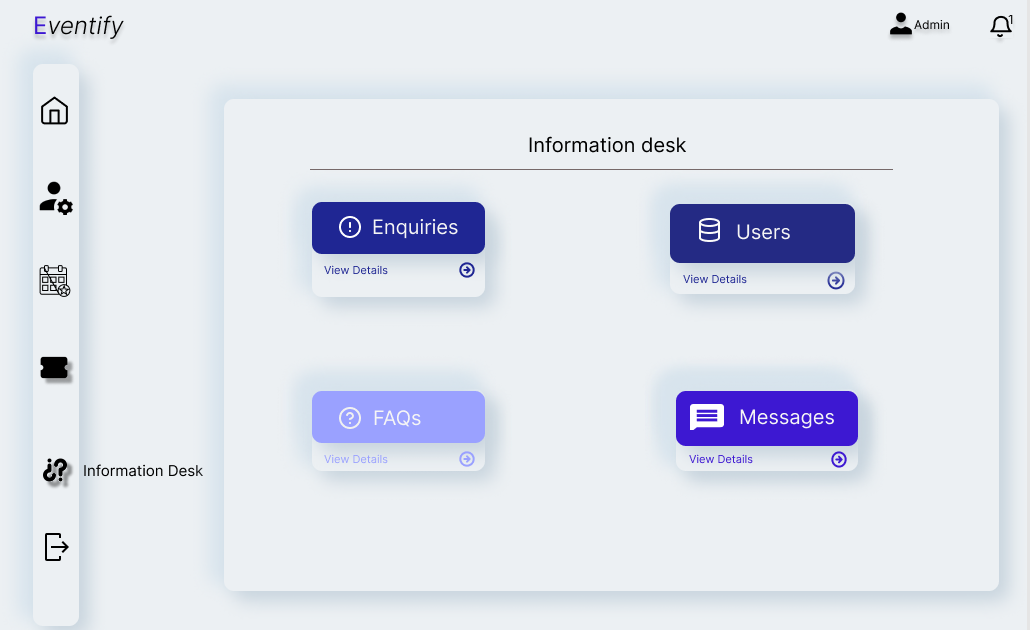 Eventify
Admin
1
Information desk
Enquiries
Users
View Details
View Details
FAQs
Messages
View Details
View Details
Information Desk